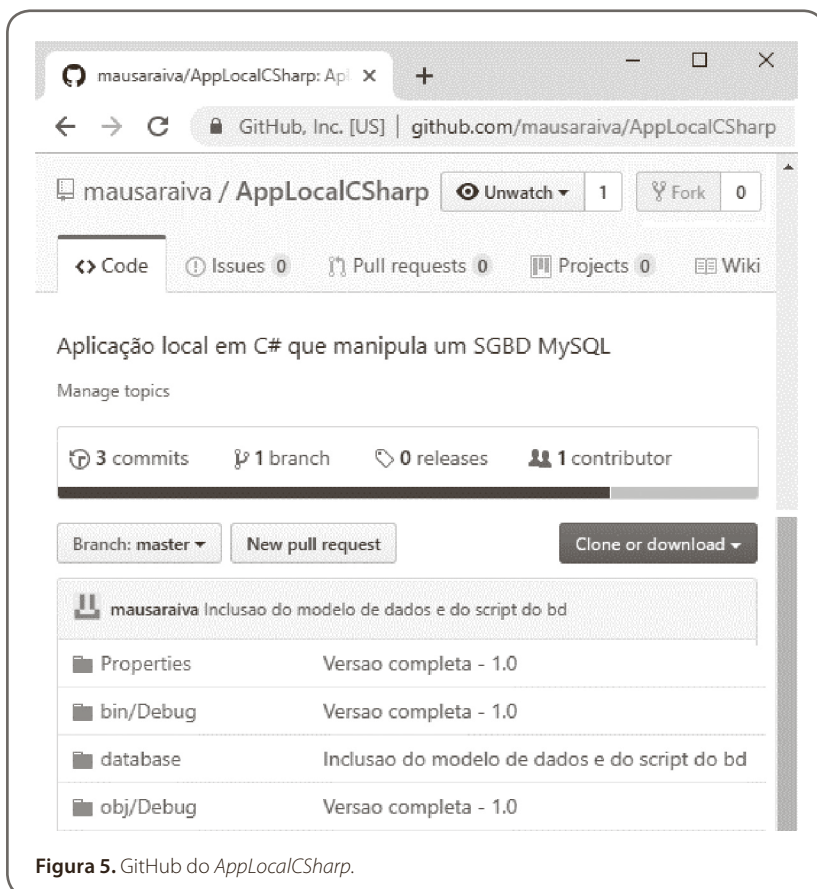 mausaraiva/AppLocalCSharp: Apl
GitHub, Inc. [US] | github.com/mausaraiva/AppLocalCSharp
mausaraiva / AppLocalCSharp Unwatch 1 Fork 0
Code Issues 0 Pull requests 0 Projects 0 Wiki
Aplicação local em C# que manipula um SGBD MySQL
Manage topics
3 commits 1 branch 0 releases 1 contributor
Branch: master New pull request Clone or download
mausaraiva Inclusao do modelo de dados e do script do bd
Properties Versao completa - 1.0
bin/Debug Versao completa - 1.0
database Inclusao do modelo de dados e do script do bd
obj/Debug Versao completa - 1.0
Figura 5. GitHub do AppLocalCSharp.